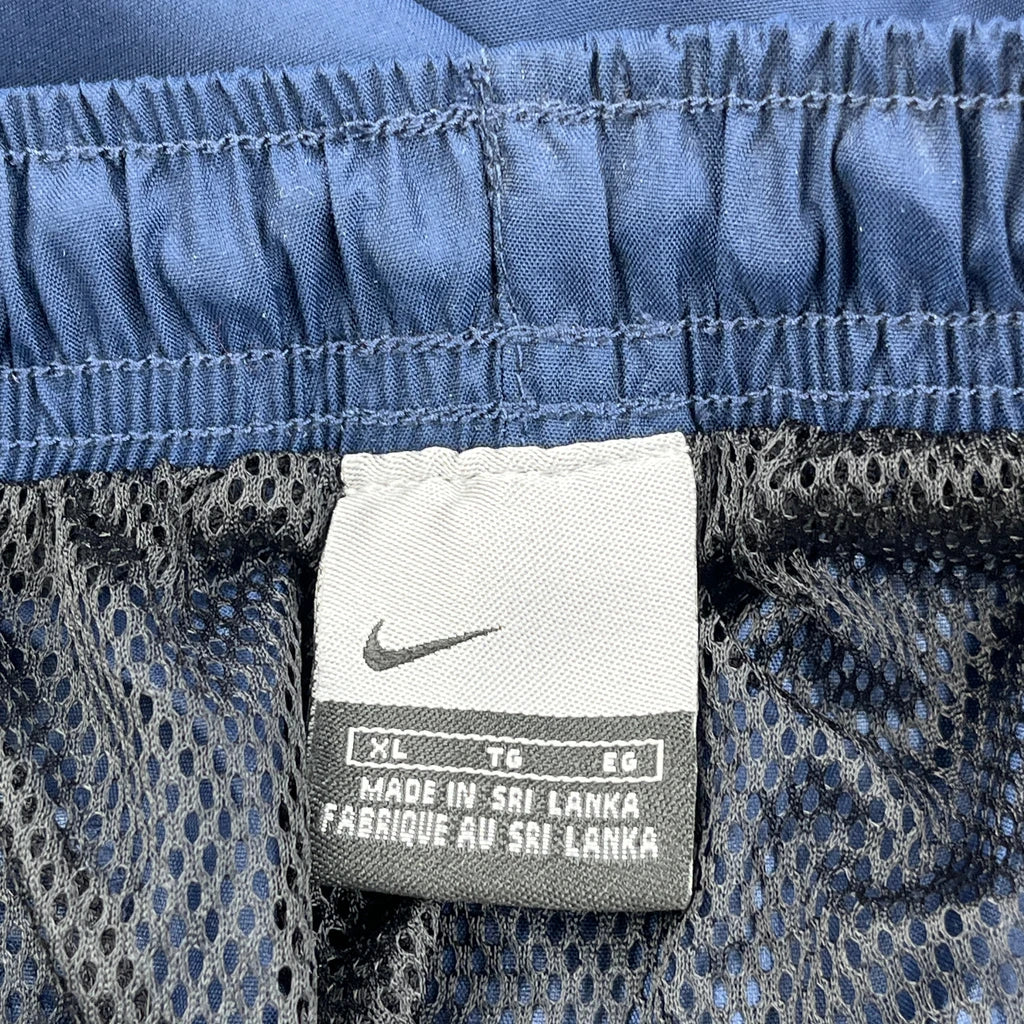 XL TG EG
MADE IN SRI LANKA
FABRIQUE AU SRI LANKA